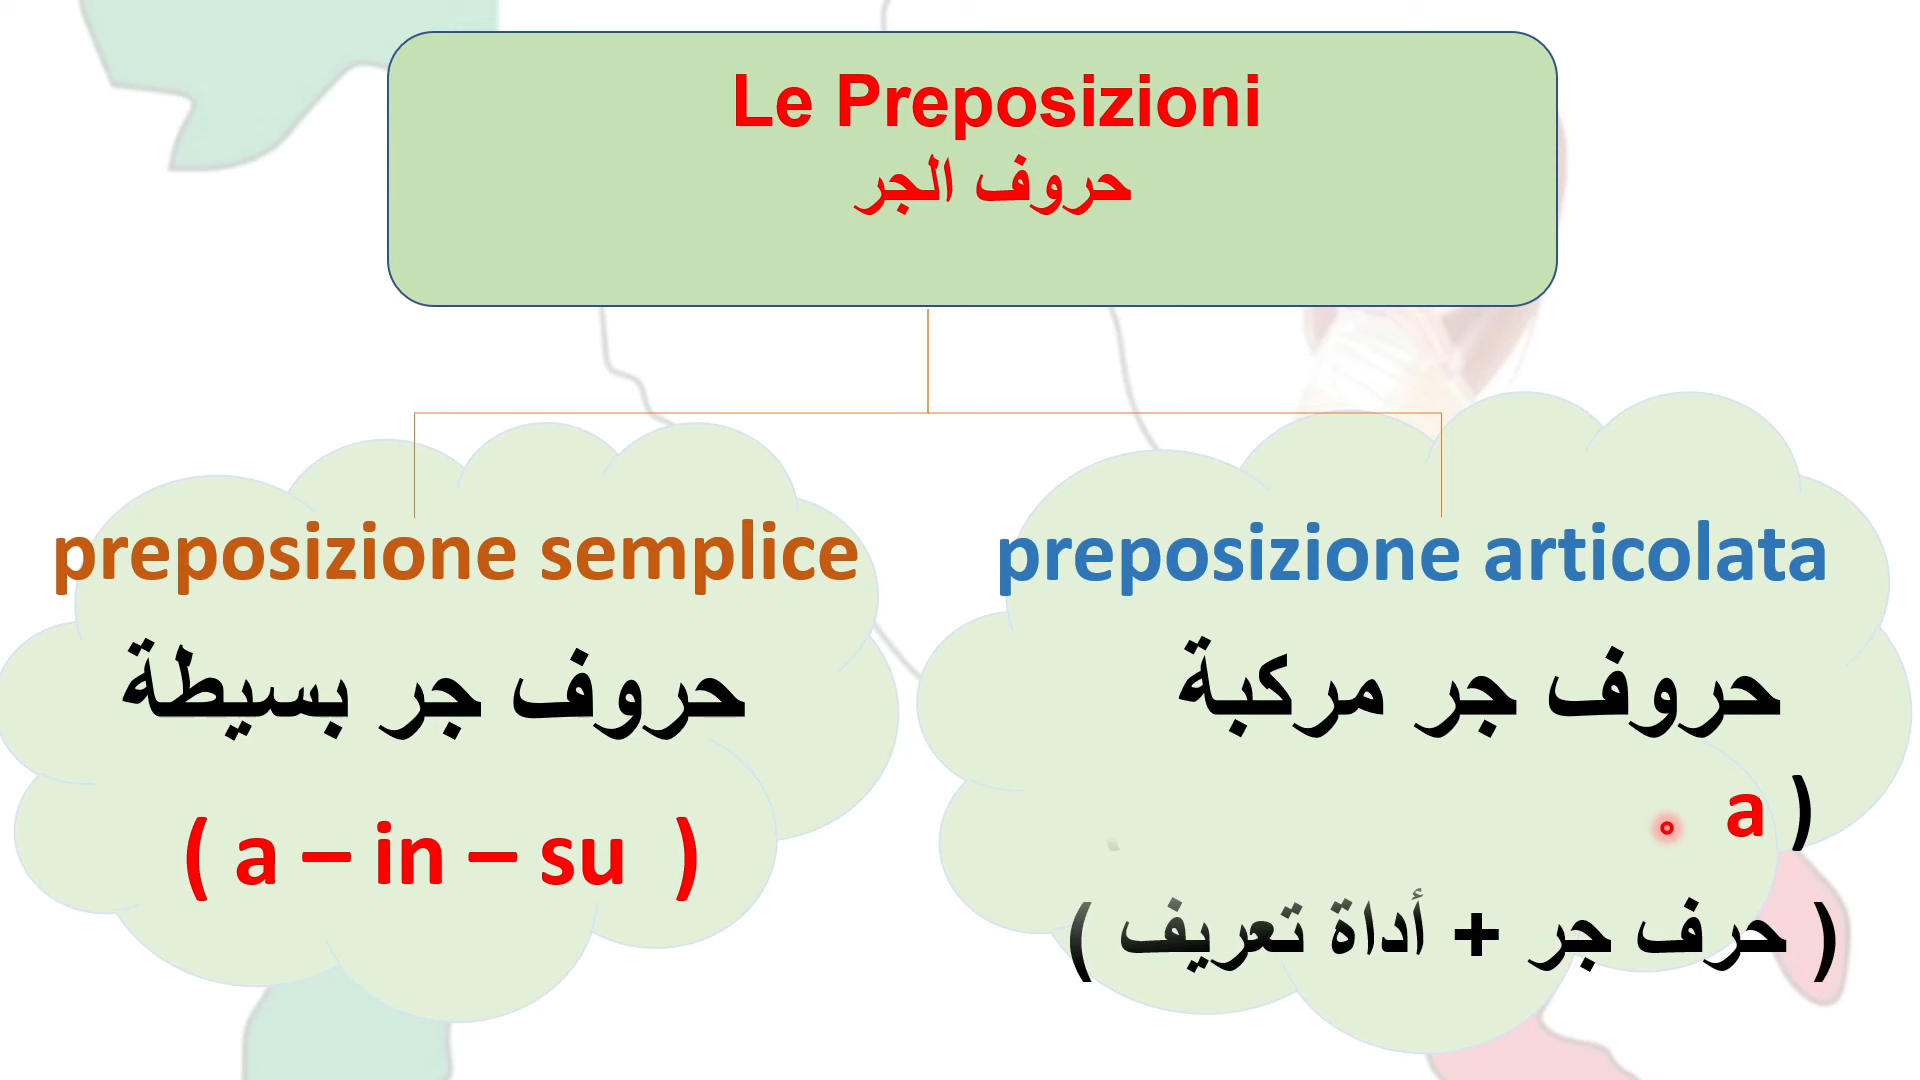 Le Preposizioni
حروف الجر
preposizione semplice
حروف جر بسيطة
( a – in – su )
preposizione articolata
حروف جر مركبة
a )
( حرف جر + أداة تعريف )